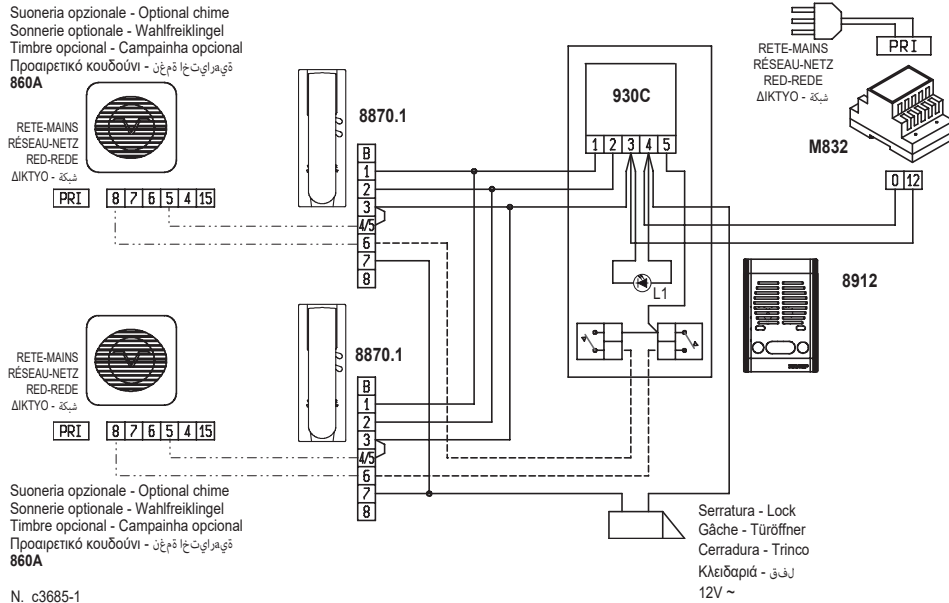 Suoneria opzionale - Optional chime
Sonnerie optionale - Wahlfreiklingel
Timbre opcional - Campainha opcional
Προαιρετικό κουδούνι - ةيرايتخا ةمغن
860A
RETE-MAINS
RÉSEAU-NETZ
RED-REDE
ΔΙΚΤΥΟ - شبكة
PRI
8 7 6 5 4 15
8870.1
B
1
2
3
4/5
6
7
8
930C
1 2 3 4 5
L1
RETE-MAINS
RÉSEAU-NETZ
RED-REDE
ΔΙΚΤΥΟ - شبكة
PRI
M832
0 12
8912
RETE-MAINS
RÉSEAU-NETZ
RED-REDE
ΔΙΚΤΥΟ - شبكة
PRI
8 7 6 5 4 15
8870.1
B
1
2
3
4/5
6
7
8
Suoneria opzionale - Optional chime
Sonnerie optionale - Wahlfreiklingel
Timbre opcional - Campainha opcional
Προαιρετικό κουδούνι - ةيرايتخا ةمغن
860A
Serratura - Lock
Gâche - Türöffner
Cerradura - Trinco
Κλειδαριά - لفق
12V ~
N. c3685-1